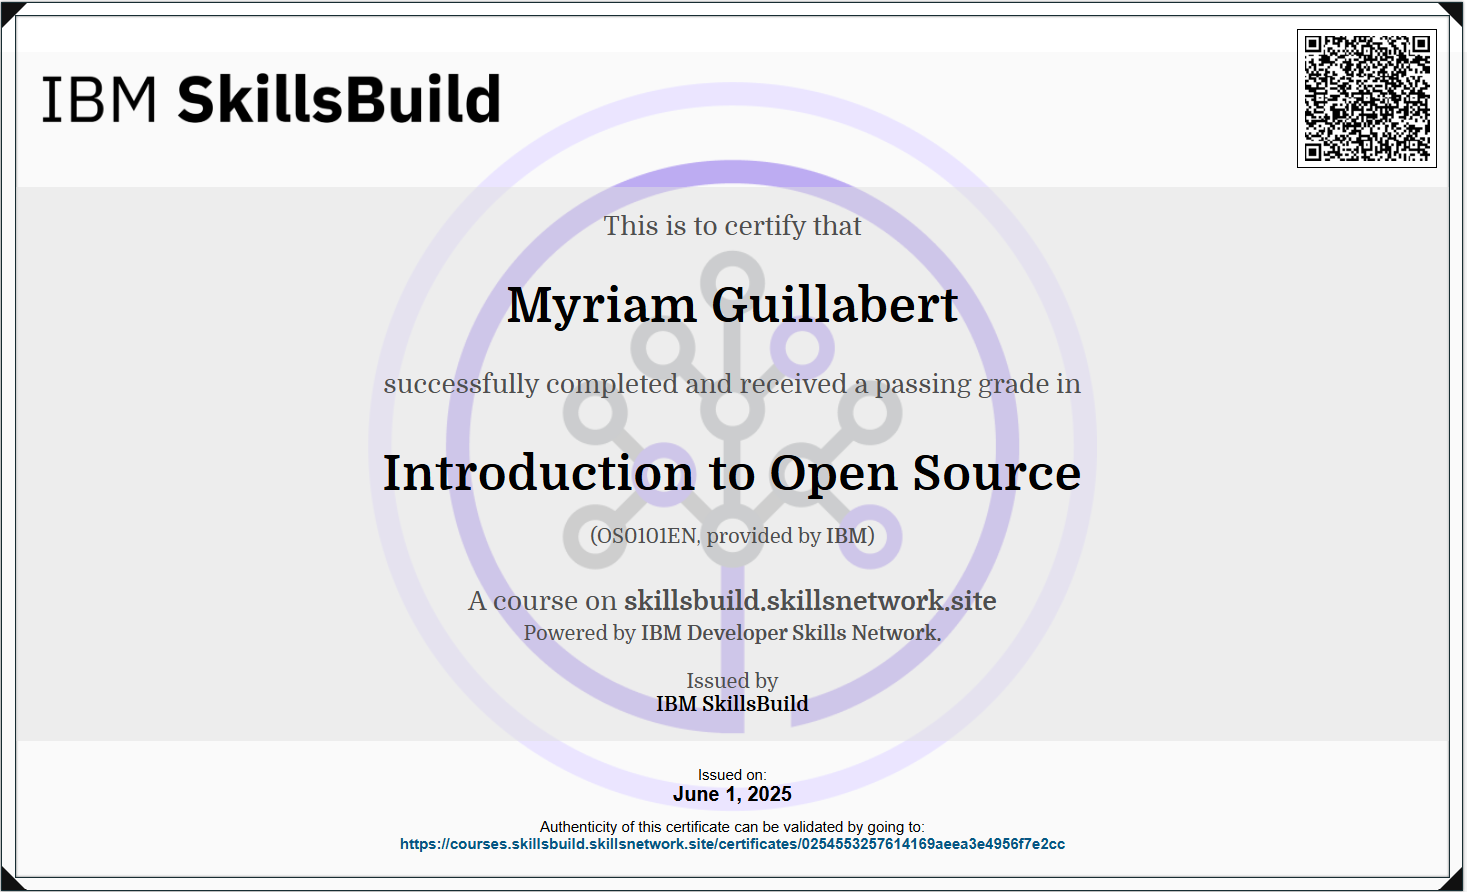 IBM SkillsBuild
This is to certify that
Myriam Guillabert
successfully completed and received a passing grade in
Introduction to Open Source
(OS0101EN, provided by IBM)
A course on skillsbuild.skillsnetwork.site
Powered by IBM Developer Skills Network.
Issued by
IBM SkillsBuild
Issued on:
June 1, 2025
Authenticity of this certificate can be validated by going to:
https://courses.skillsbuild.skillsnetwork.site/certificates/0254553257614169aeea3e4956f7e2cc